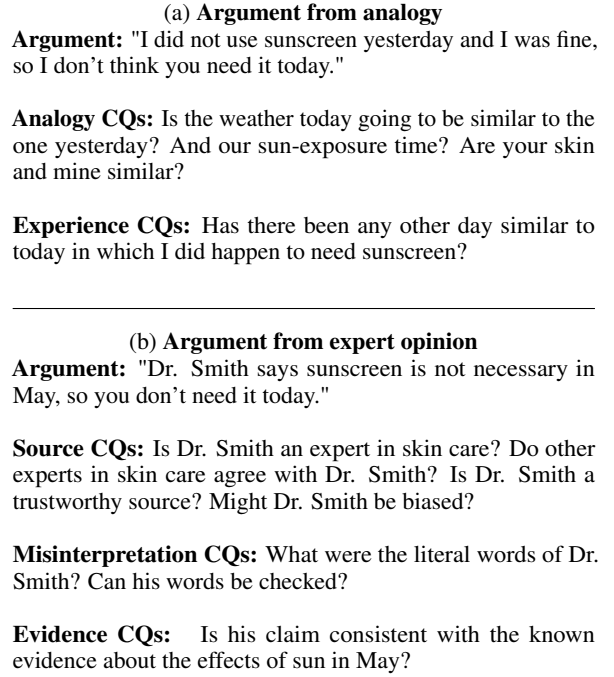 (a) Argument from analogy
Argument: "I did not use sunscreen yesterday and I was fine,
so I don't think you need it today."
Analogy CQs: Is the weather today going to be similar to the
one yesterday? And our sun-exposure time? Are your skin
and mine similar?
Experience CQs: Has there been any other day similar to
today in which I did happen to need sunscreen?
(b) Argument from expert opinion
Argument: "Dr. Smith says sunscreen is not necessary in
May, so you don't need it today."
Source CQs: Is Dr. Smith an expert in skin care? Do other
experts in skin care agree with Dr. Smith? Is Dr. Smith a
trustworthy source? Might Dr. Smith be biased?
Misinterpretation CQs: What were the literal words of Dr.
Smith? Can his words be checked?
Evidence CQs: Is his claim consistent with the known
evidence about the effects of sun in May?